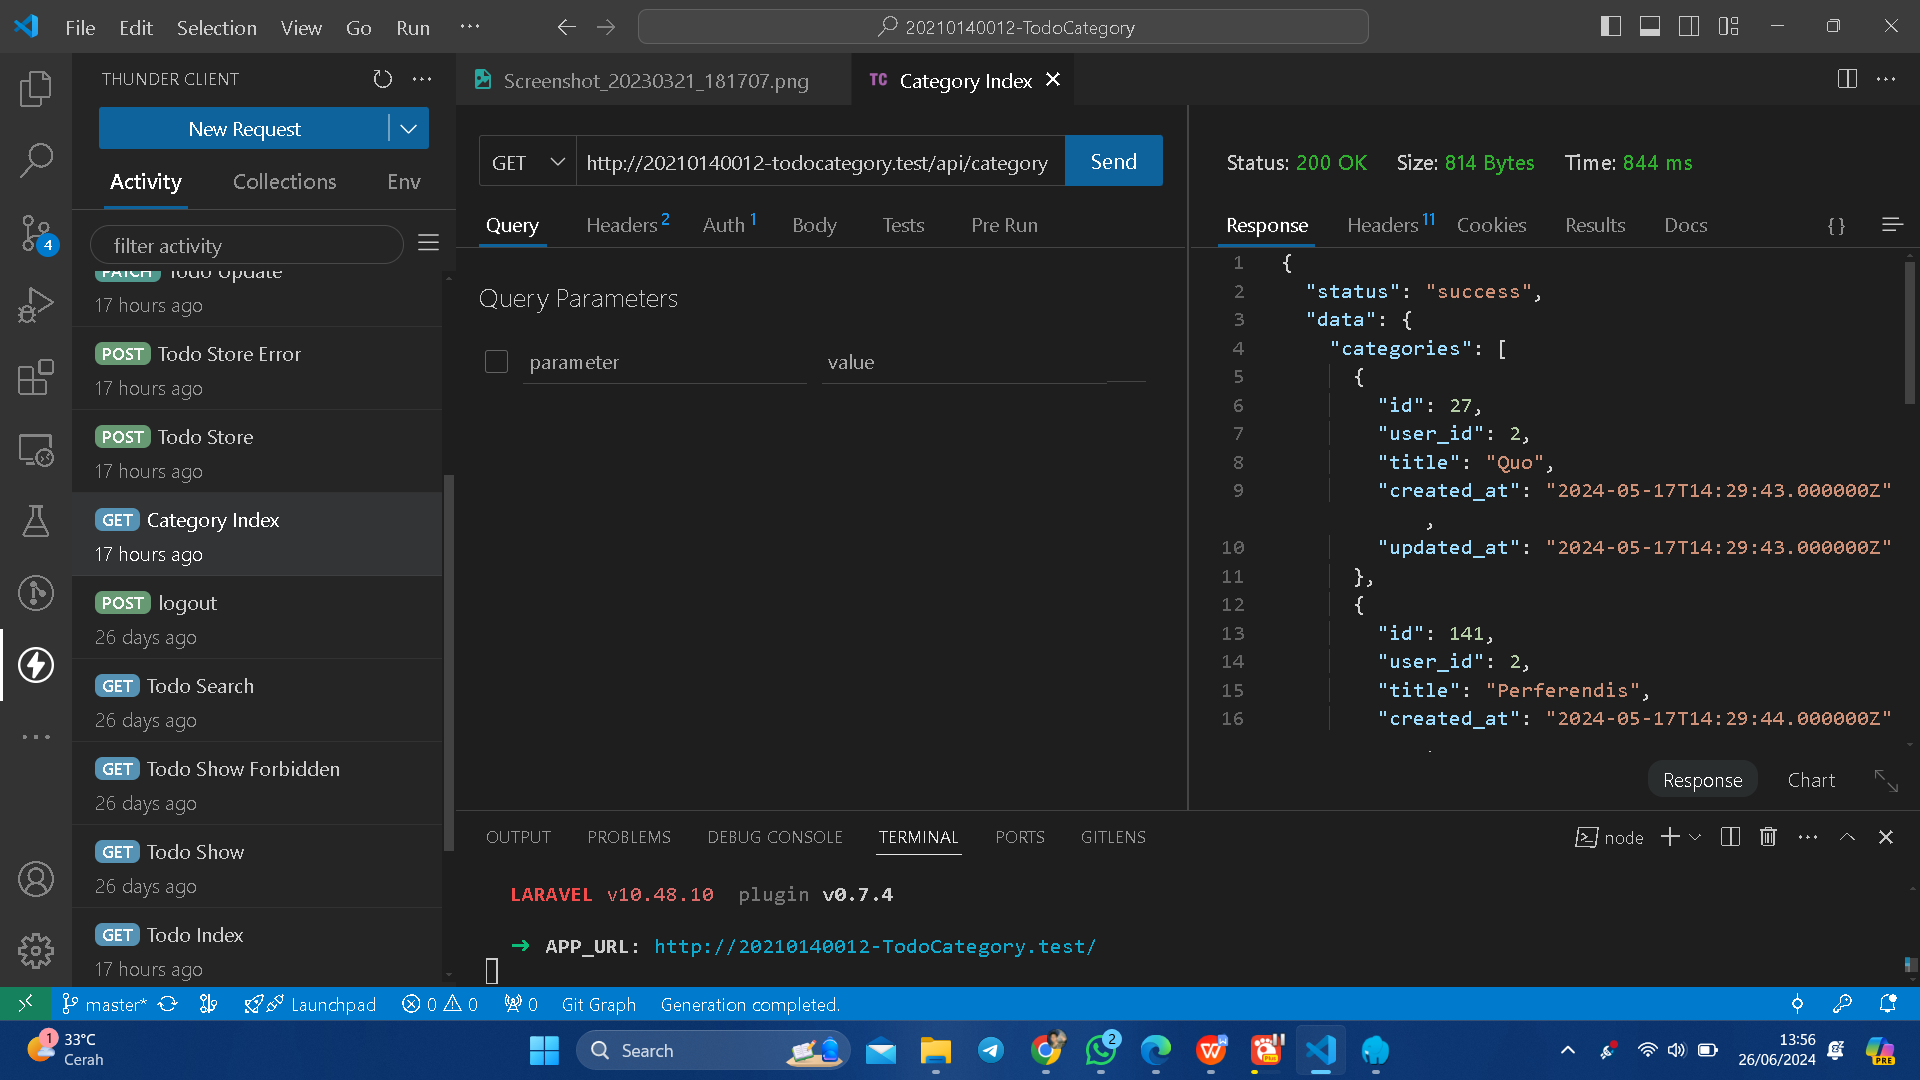 File Edit Selection View Go Run ···
20210140012-TodoCategory
THUNDER CLIENT
New Request
Activity Collections Env
filter activity
PATCH Todo Update
17 hours ago
POST Todo Store Error
17 hours ago
POST Todo Store
17 hours ago
GET Category Index
17 hours ago
POST logout
26 days ago
GET Todo Search
26 days ago
GET Todo Show Forbidden
26 days ago
GET Todo Show
26 days ago
GET Todo Index
17 hours ago
4
Screenshot_20230321_181707.png
TC Category Index
GET http://20210140012-todocategory.test/api/category Send
Query Headers 2 Auth 1 Body Tests Pre Run
Query Parameters
parameter value
Status: 200 OK Size: 814 Bytes Time: 844 ms
Response Headers 11 Cookies Results Docs {}
1 {
2 "status": "success",
3 "data": {
4 "categories": [
5 {
6 "id": 27,
7 "user_id": 2,
8 "title": "Quo",
9 "created_at": "2024-05-17T14:29:43.000000Z"
,
10 "updated_at": "2024-05-17T14:29:43.000000Z"
11 },
12 {
13 "id": 141,
14 "user_id": 2,
15 "title": "Perferendis",
16 "created_at": "2024-05-17T14:29:44.000000Z"
Response Chart
OUTPUT PROBLEMS DEBUG CONSOLE TERMINAL PORTS GITLENS
node
LARAVEL v10.48.10 plugin v0.7.4
➜ APP_URL: http://20210140012-TodoCategory.test/
master* Launchpad 0 0 0 Git Graph Generation completed.
1
33°C
Cerah
Search
2
13:56
26/06/2024
PRE